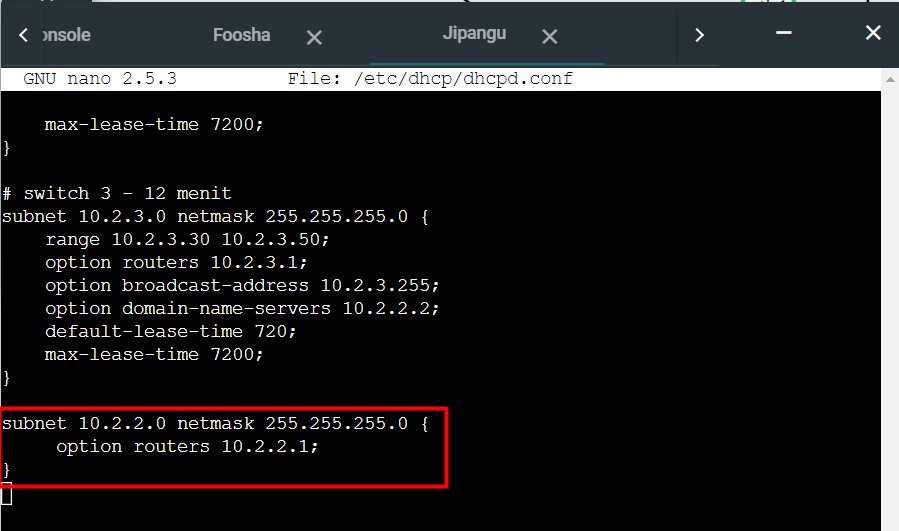 onsole
Foosha
Jipangu
GNU nano 2.5.3 File: /etc/dhcp/dhcpd.conf
max-lease-time 7200;
}
# switch 3 - 12 menit
subnet 10.2.3.0 netmask 255.255.255.0 {
range 10.2.3.30 10.2.3.50;
option routers 10.2.3.1;
option broadcast-address 10.2.3.255;
option domain-name-servers 10.2.2.2;
default-lease-time 720;
max-lease-time 7200;
}
subnet 10.2.2.0 netmask 255.255.255.0 {
option routers 10.2.2.1;
}